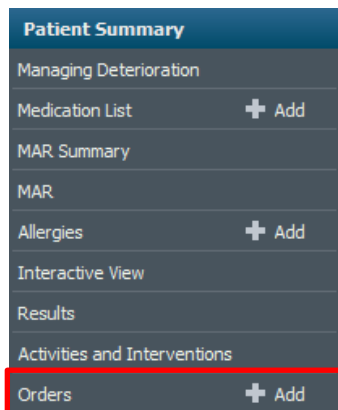 Patient Summary
Managing Deterioration
Medication List + Add
MAR Summary
MAR
Allergies + Add
Interactive View
Results
Activities and Interventions
Orders + Add